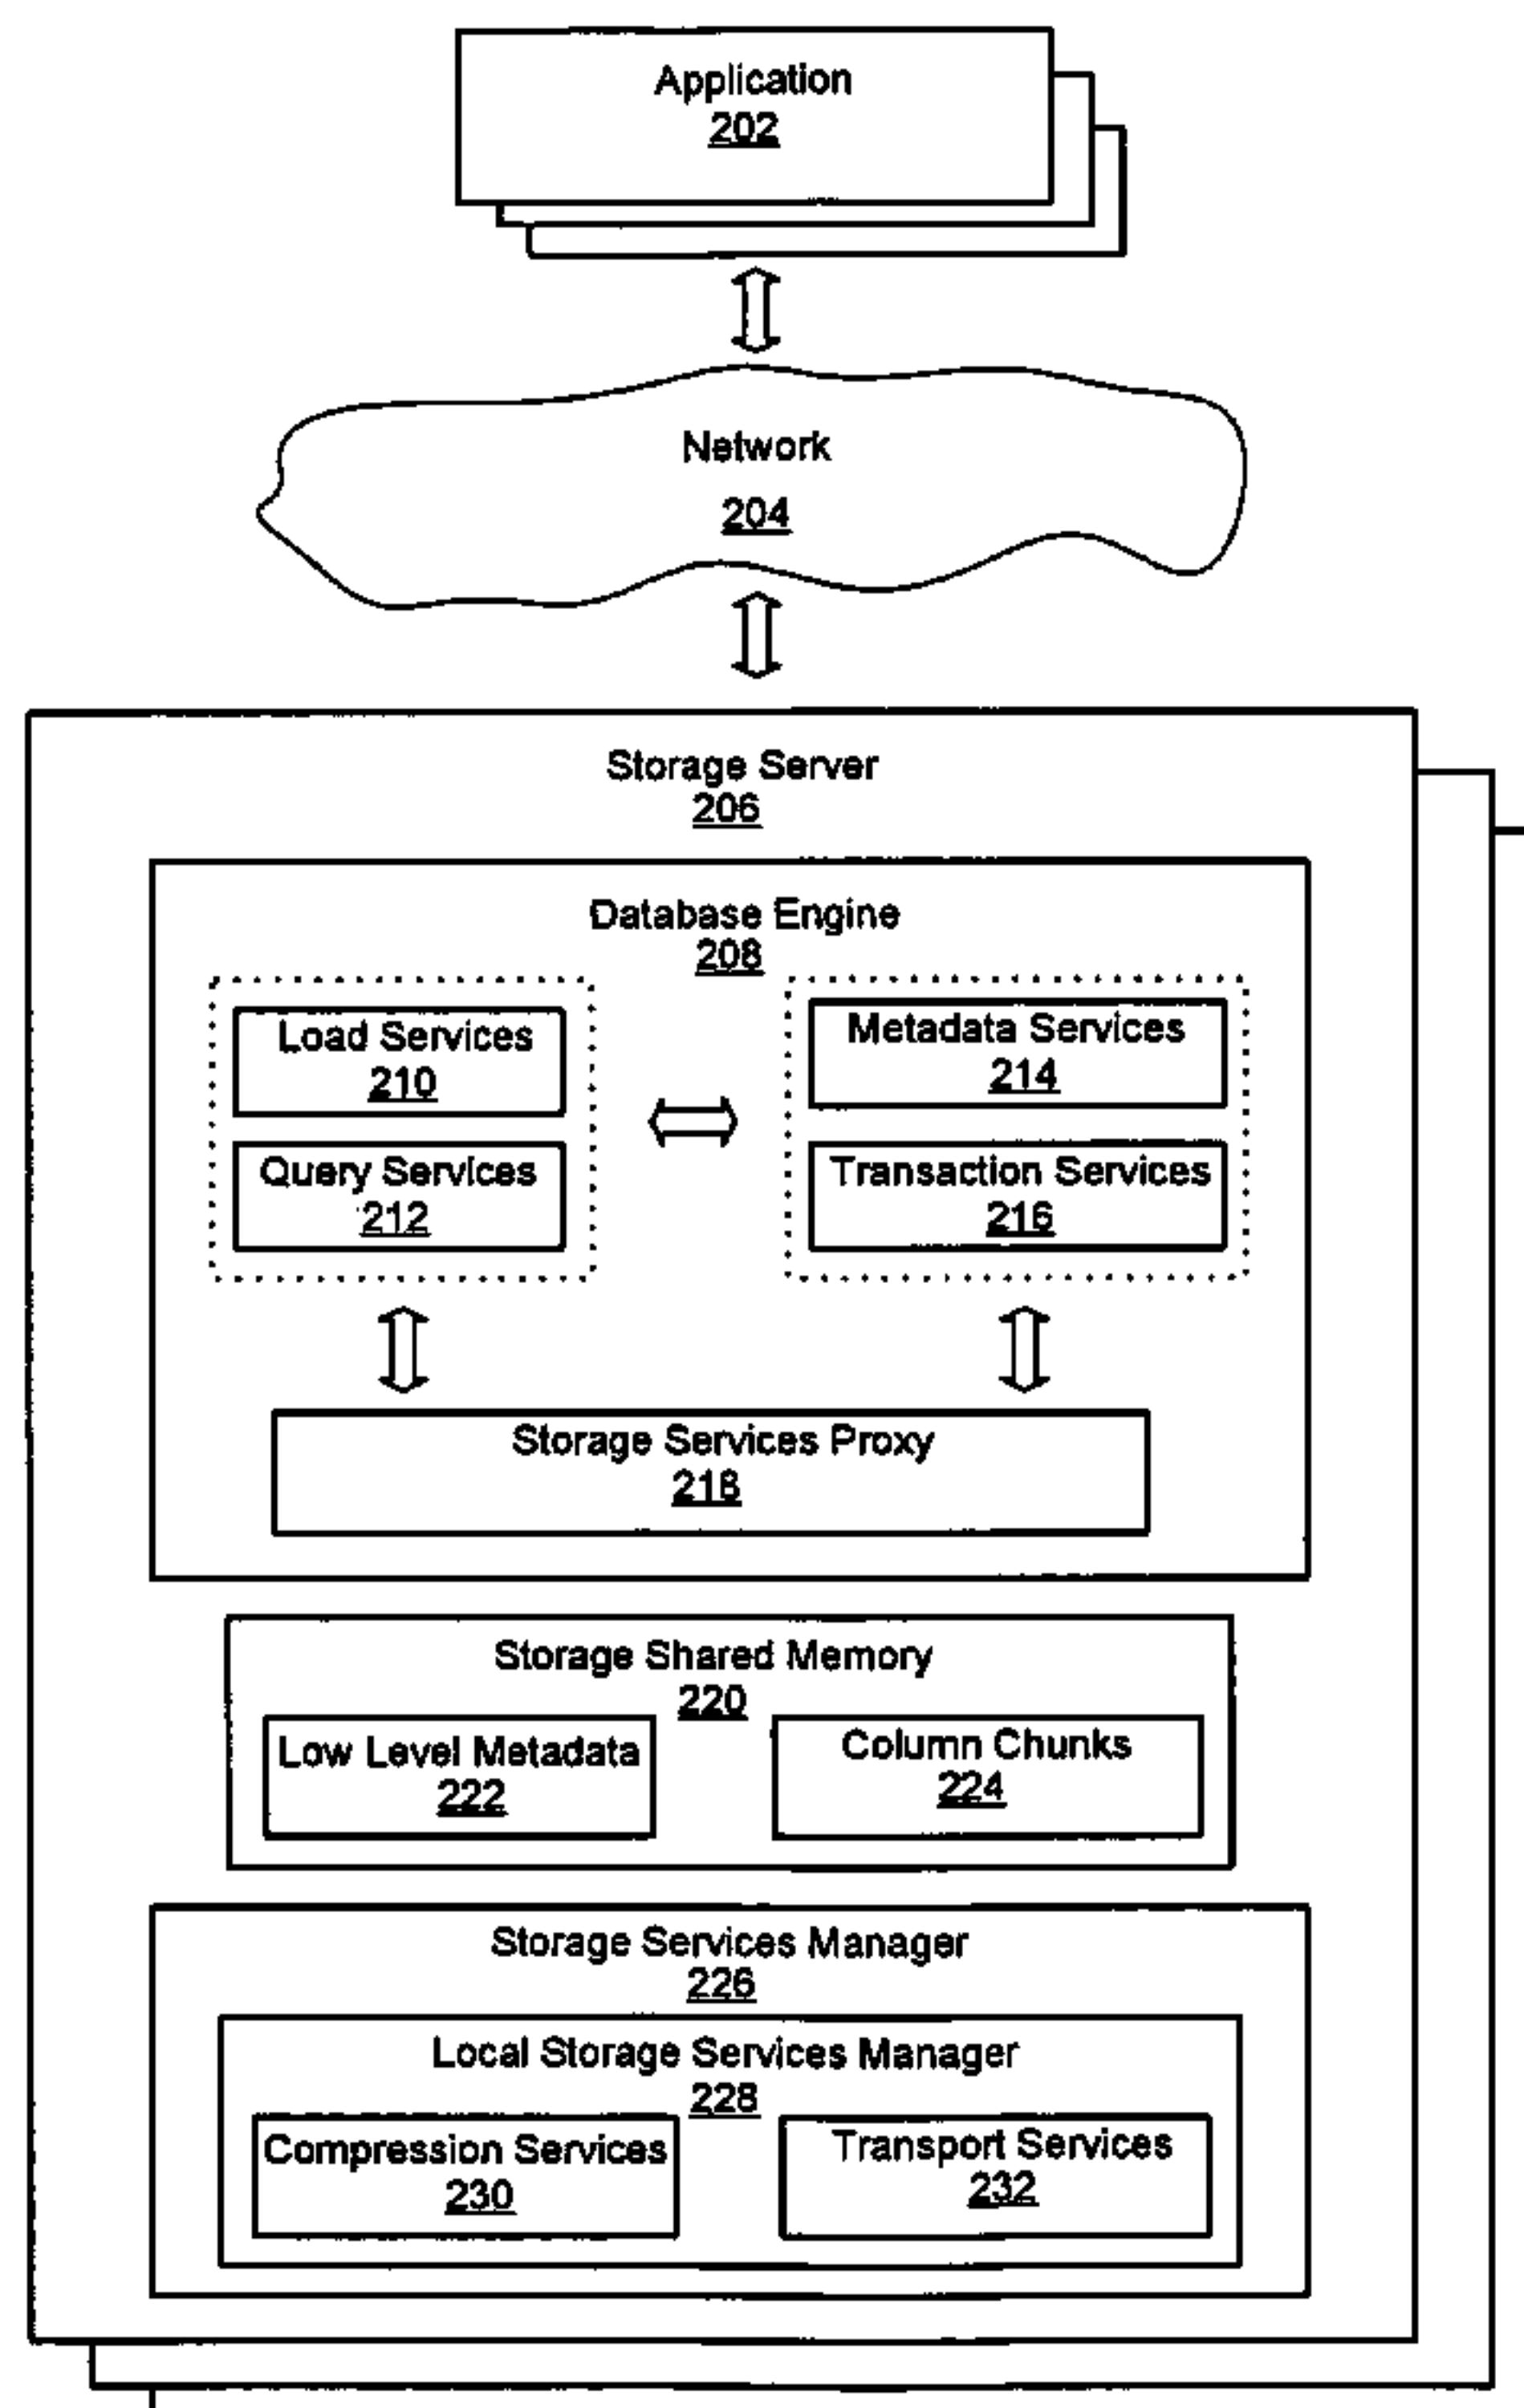 Application
202
Network
204
Storage Server
206
Database Engine
208
Load Services
210
Query Services
212
Metadata Services
214
Transaction Services
216
Storage Services Proxy
218
Storage Shared Memory
220
Low Level Metadata
222
Column Chunks
224
Storage Services Manager
226
Local Storage Services Manager
228
Compression Services
230
Transport Services
232